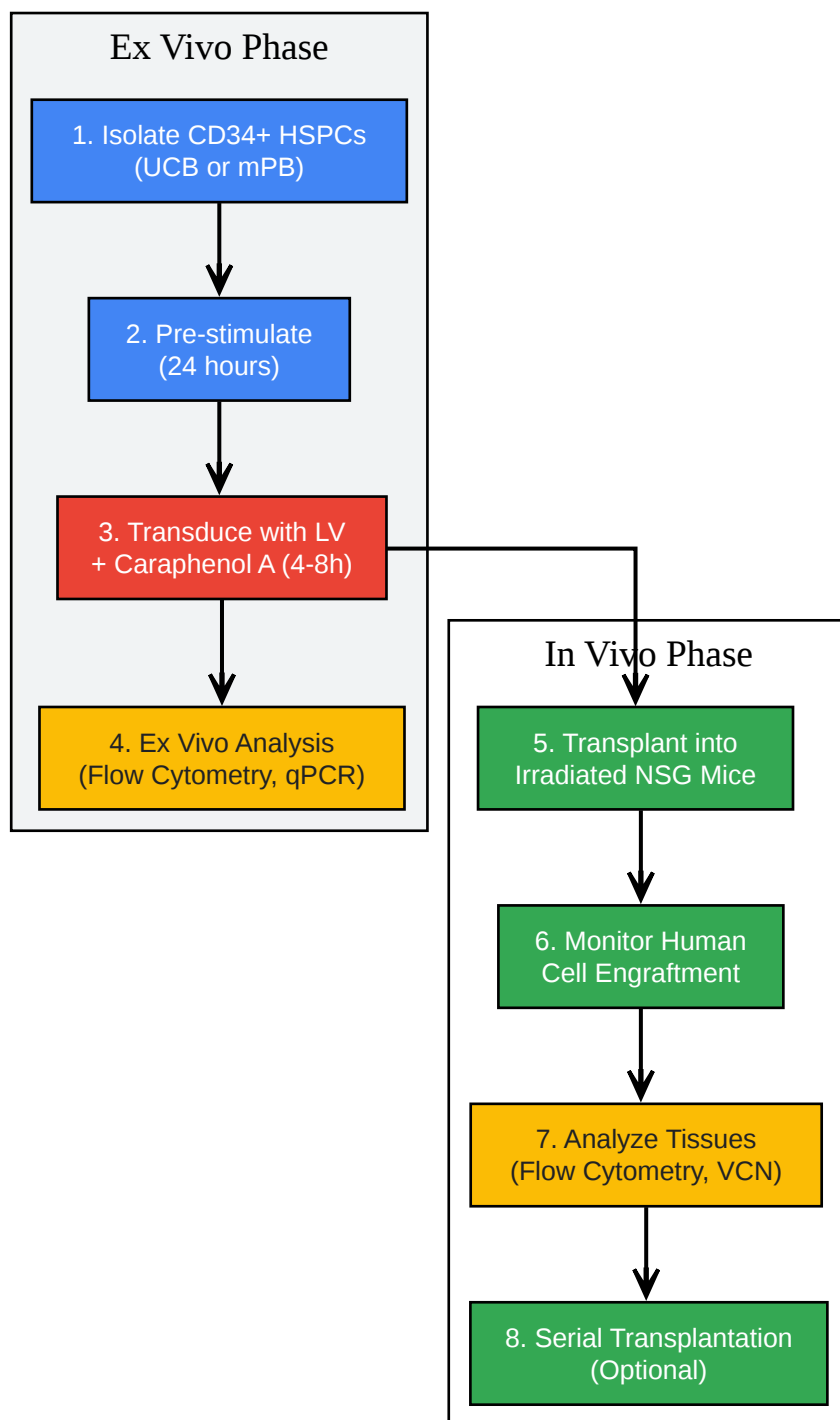 Ex Vivo Phase
1. Isolate CD34+ HSPCs
(UCB or mPB)
2. Pre-stimulate
(24 hours)
3. Transduce with LV
+ Caraphenol A (4-8h)
4. Ex Vivo Analysis
(Flow Cytometry, qPCR)
In Vivo Phase
5. Transplant into
Irradiated NSG Mice
6. Monitor Human
Cell Engraftment
7. Analyze Tissues
(Flow Cytometry, VCN)
8. Serial Transplantation
(Optional)